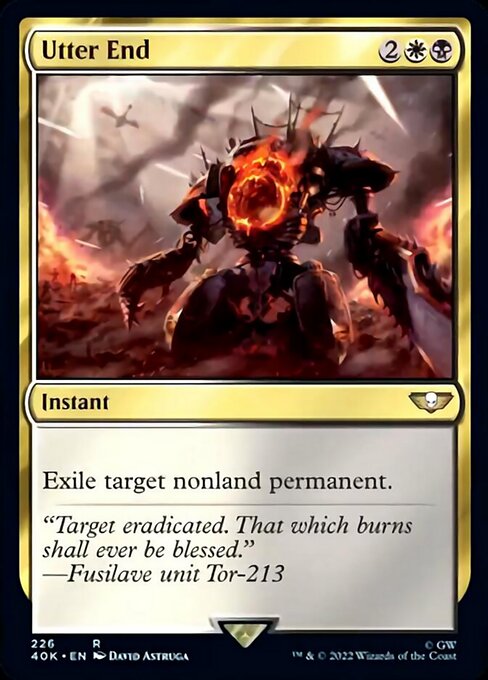 Utter End 2
Instant
Exile target nonland permanent.
“Target eradicated. That which burns
shall ever be blessed.”
—Fusilave unit Tor-213
226 R
40K • EN DAVID ASTRUGA
© GW
™ & © 2022 Wizards of the Coast